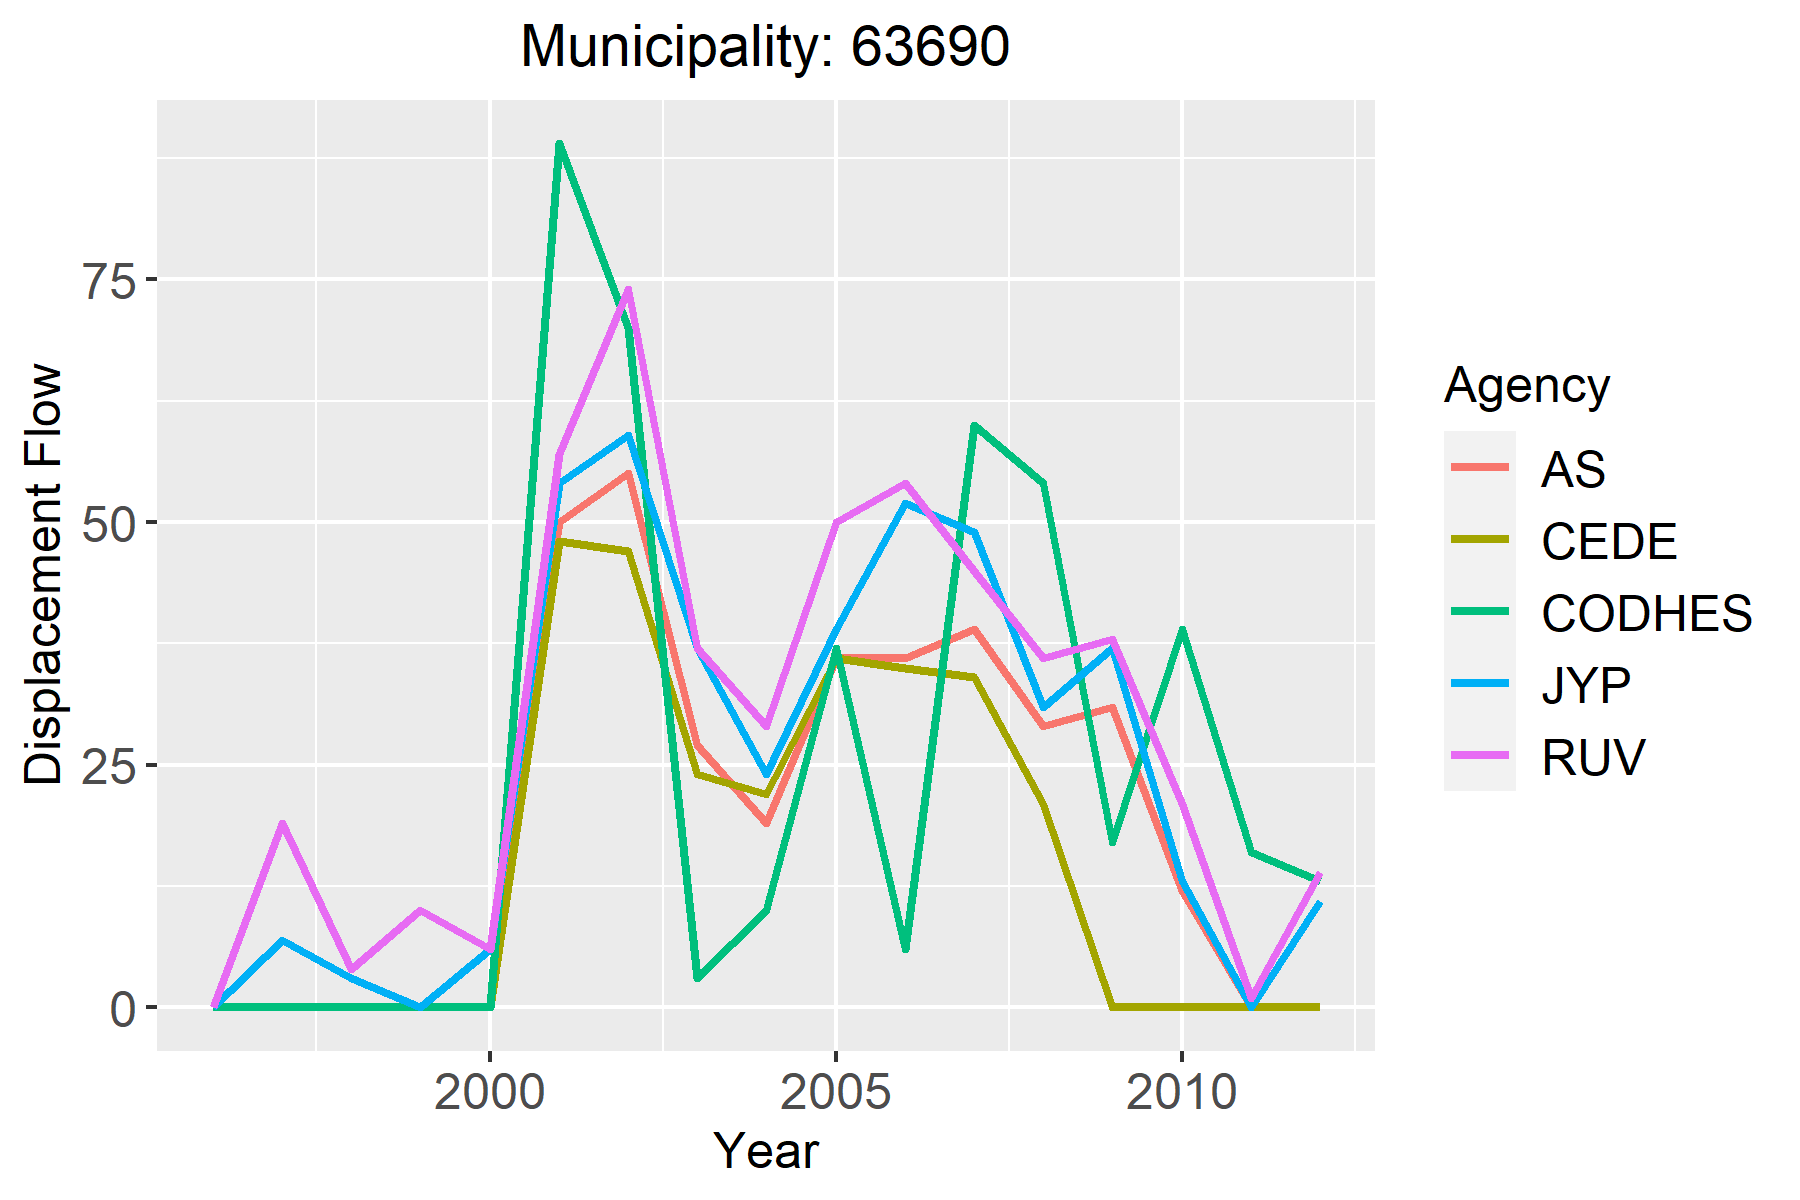 Municipality: 63690
Displacement Flow
75
50
25
0
2000 2005 2010
Year
Agency
AS
CEDE
CODHES
JYP
RUV